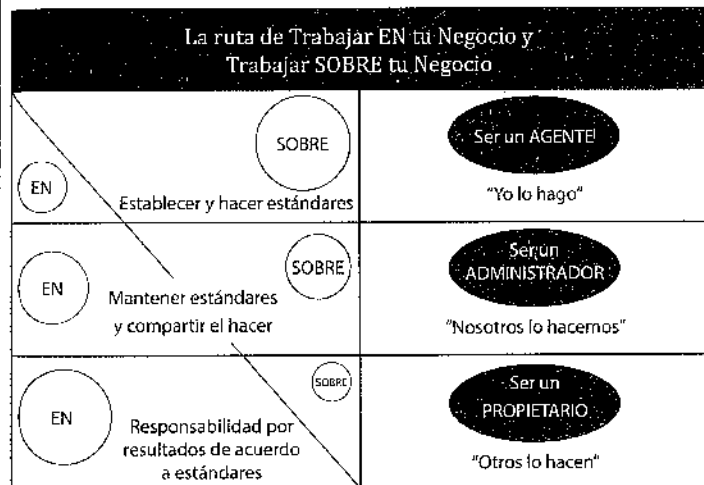 La ruta de Trabajar EN tu Negocio y
Trabajar SOBRE tu Negocio
EN
SOBRE
Establecer y hacer estándares
Ser un AGENTE
"Yo lo hago"
EN
SOBRE
Mantener estándares
y compartir el hacer
Ser un
ADMINISTRADOR
"Nosotros lo hacemos"
EN
SOBRE
Responsabilidad por
resultados de acuerdo
a estándares
Ser un
PROPIETARIO
"Otros lo hacen"